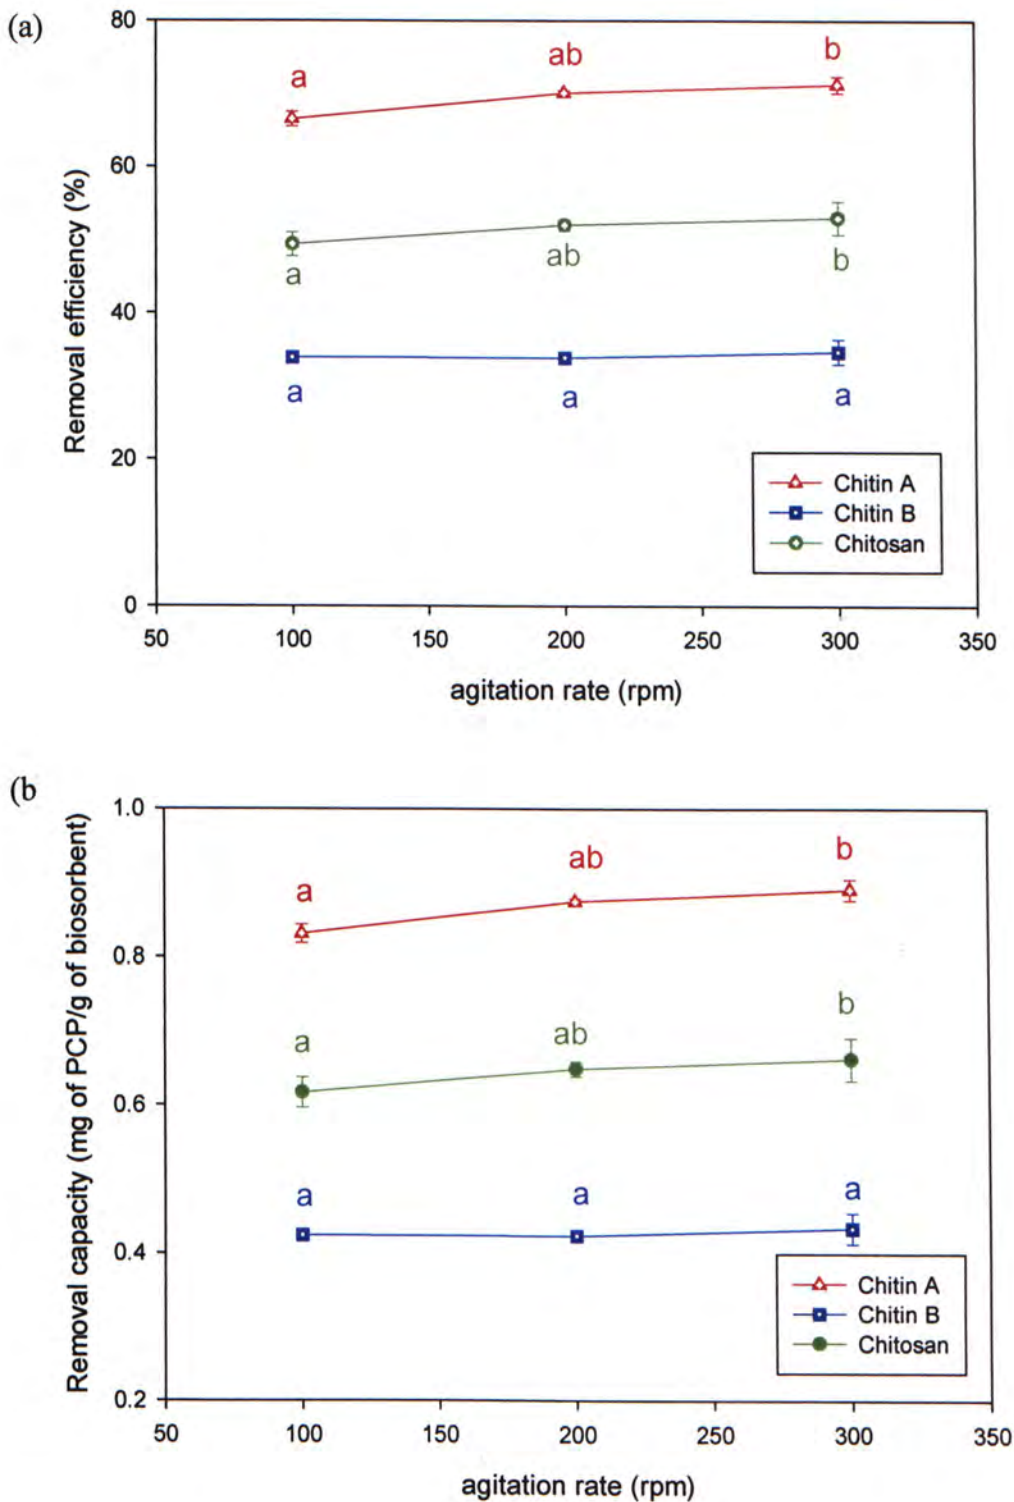 (a)
80
60
40
20
0
Removal efficiency (%)
a
ab
b
a
ab
b
a
a
a
Chitin A
Chitin B
Chitosan
50
100
150
200
250
300
350
agitation rate (rpm)
(b
1.0
0.8
0.6
0.4
0.2
Removal capacity (mg of PCP/g of biosorbent)
a
ab
b
a
ab
b
a
a
a
Chitin A
Chitin B
Chitosan
50
100
150
200
250
300
350
agitation rate (rpm)